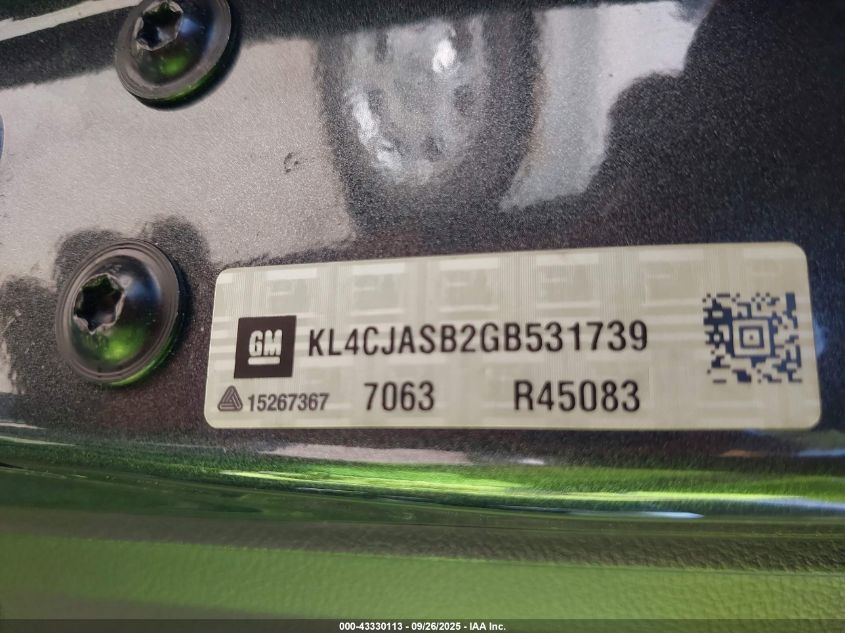 GM KL4CJASB2GB531739
15267367 7063 R45083
000-43330113 - 09/26/2025 - IAA Inc.